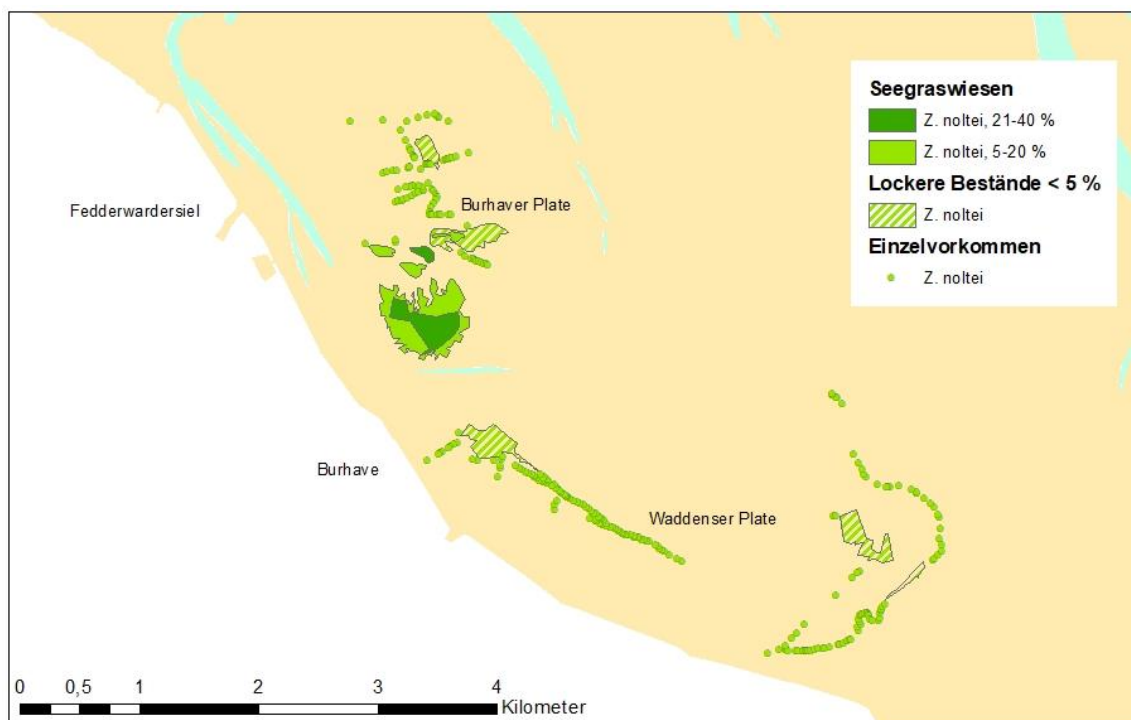 Seegraswiesen
Z. noltei, 21-40 %
Z. noltei, 5-20 %
Lockere Bestände < 5 %
Z. noltei
Einzelvorkommen
Z. noltei
Fedderwardersiel
Burhaver Plate
Burhave
Waddenser Plate
0 0,5 1 2 3 4
Kilometer